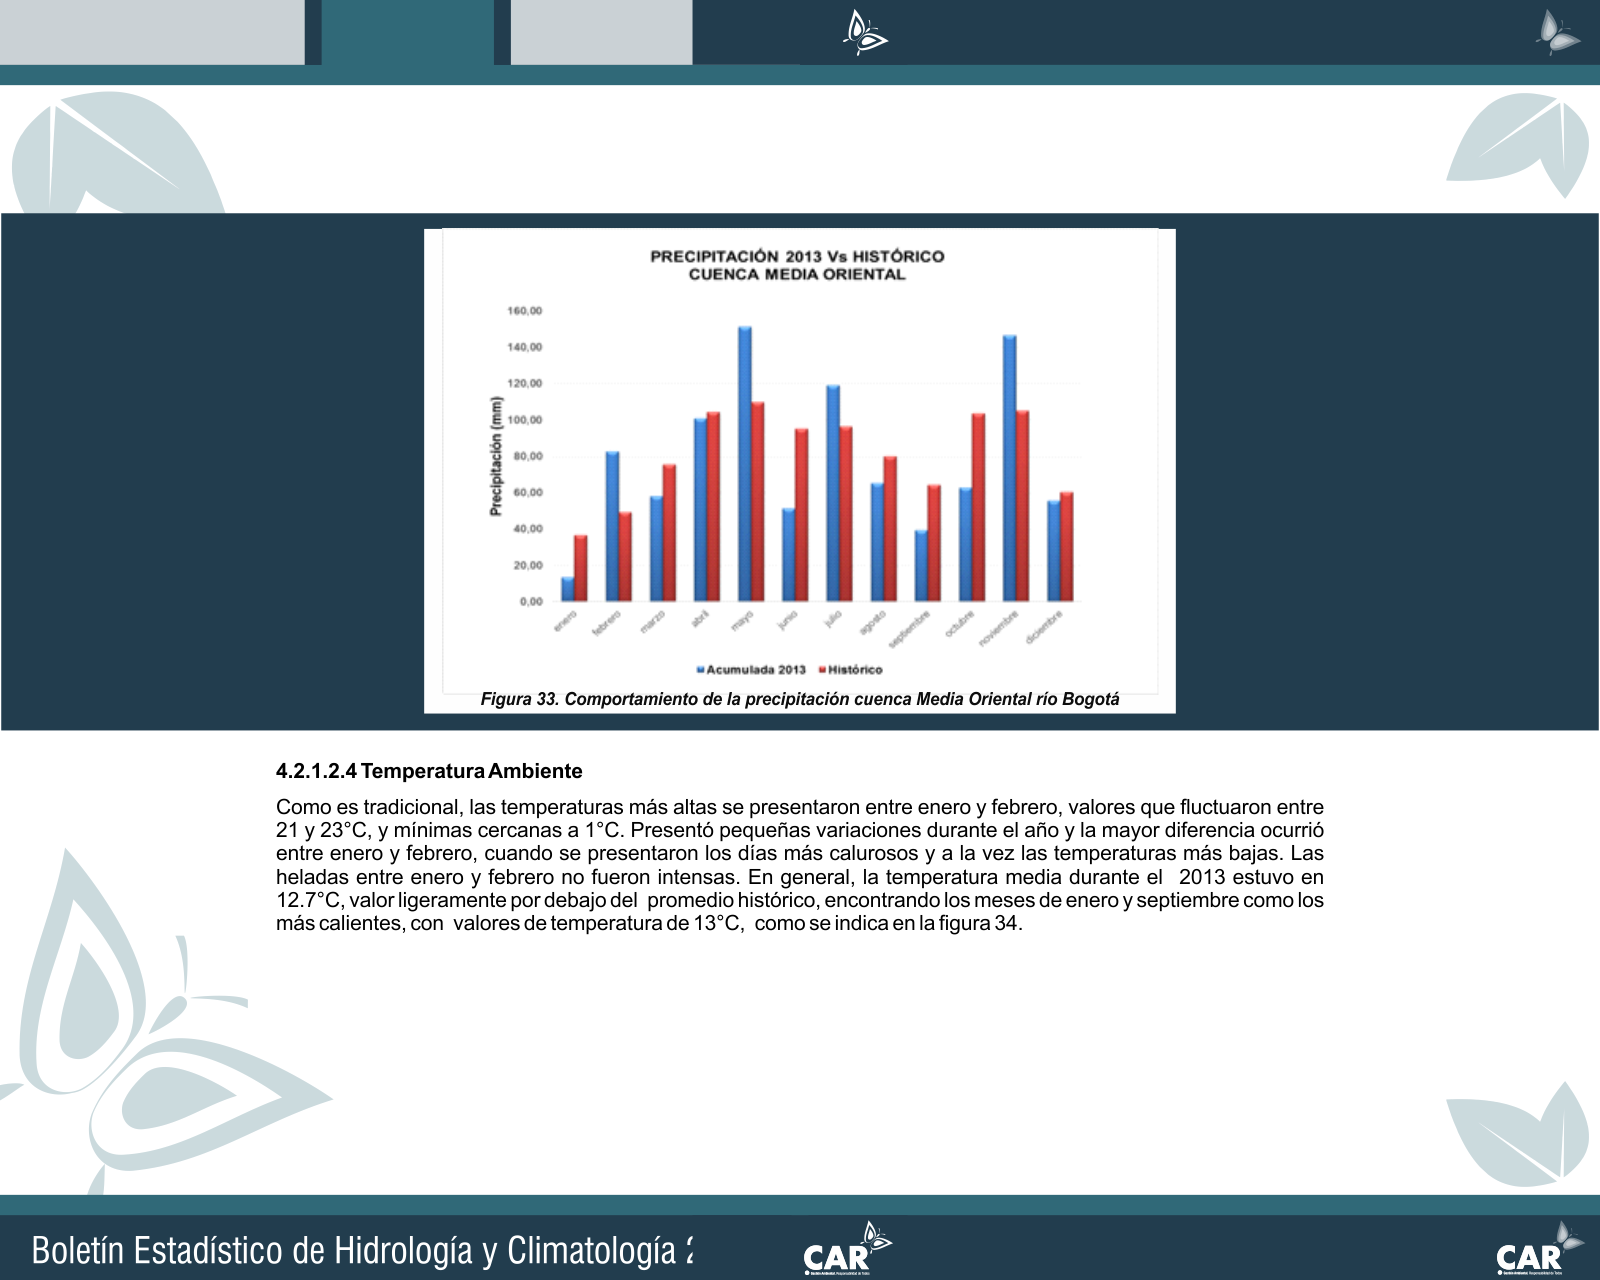 PRECIPITACIÓN 2013 Vs HISTÓRICO
CUENCA MEDIA ORIENTAL
Precipitación (mm)
160,00
140,00
120,00
100,00
80,00
60,00
40,00
20,00
0,00
enero febrero marzo abril mayo junio julio agosto septiembre octubre noviembre diciembre
Acumulada 2013 Histórico
Figura 33. Comportamiento de la precipitación cuenca Media Oriental río Bogotá
4.2.1.2.4 Temperatura Ambiente
Como es tradicional, las temperaturas más altas se presentaron entre enero y febrero, valores que fluctuaron entre
21 y 23°C, y mínimas cercanas a 1°C. Presentó pequeñas variaciones durante el año y la mayor diferencia ocurrió
entre enero y febrero, cuando se presentaron los días más calurosos y a la vez las temperaturas más bajas. Las
heladas entre enero y febrero no fueron intensas. En general, la temperatura media durante el 2013 estuvo en
12.7°C, valor ligeramente por debajo del promedio histórico, encontrando los meses de enero y septiembre como los
más calientes, con valores de temperatura de 13°C, como se indica en la figura 34.
Boletín Estadístico de Hidrología y Climatología
CAR
CAR